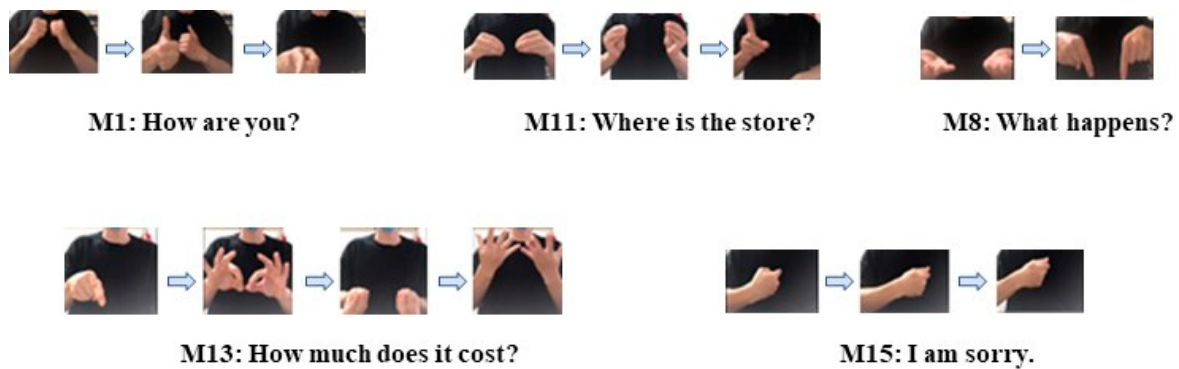 M1: How are you?
M11: Where is the store?
M8: What happens?
M13: How much does it cost?
M15: I am sorry.